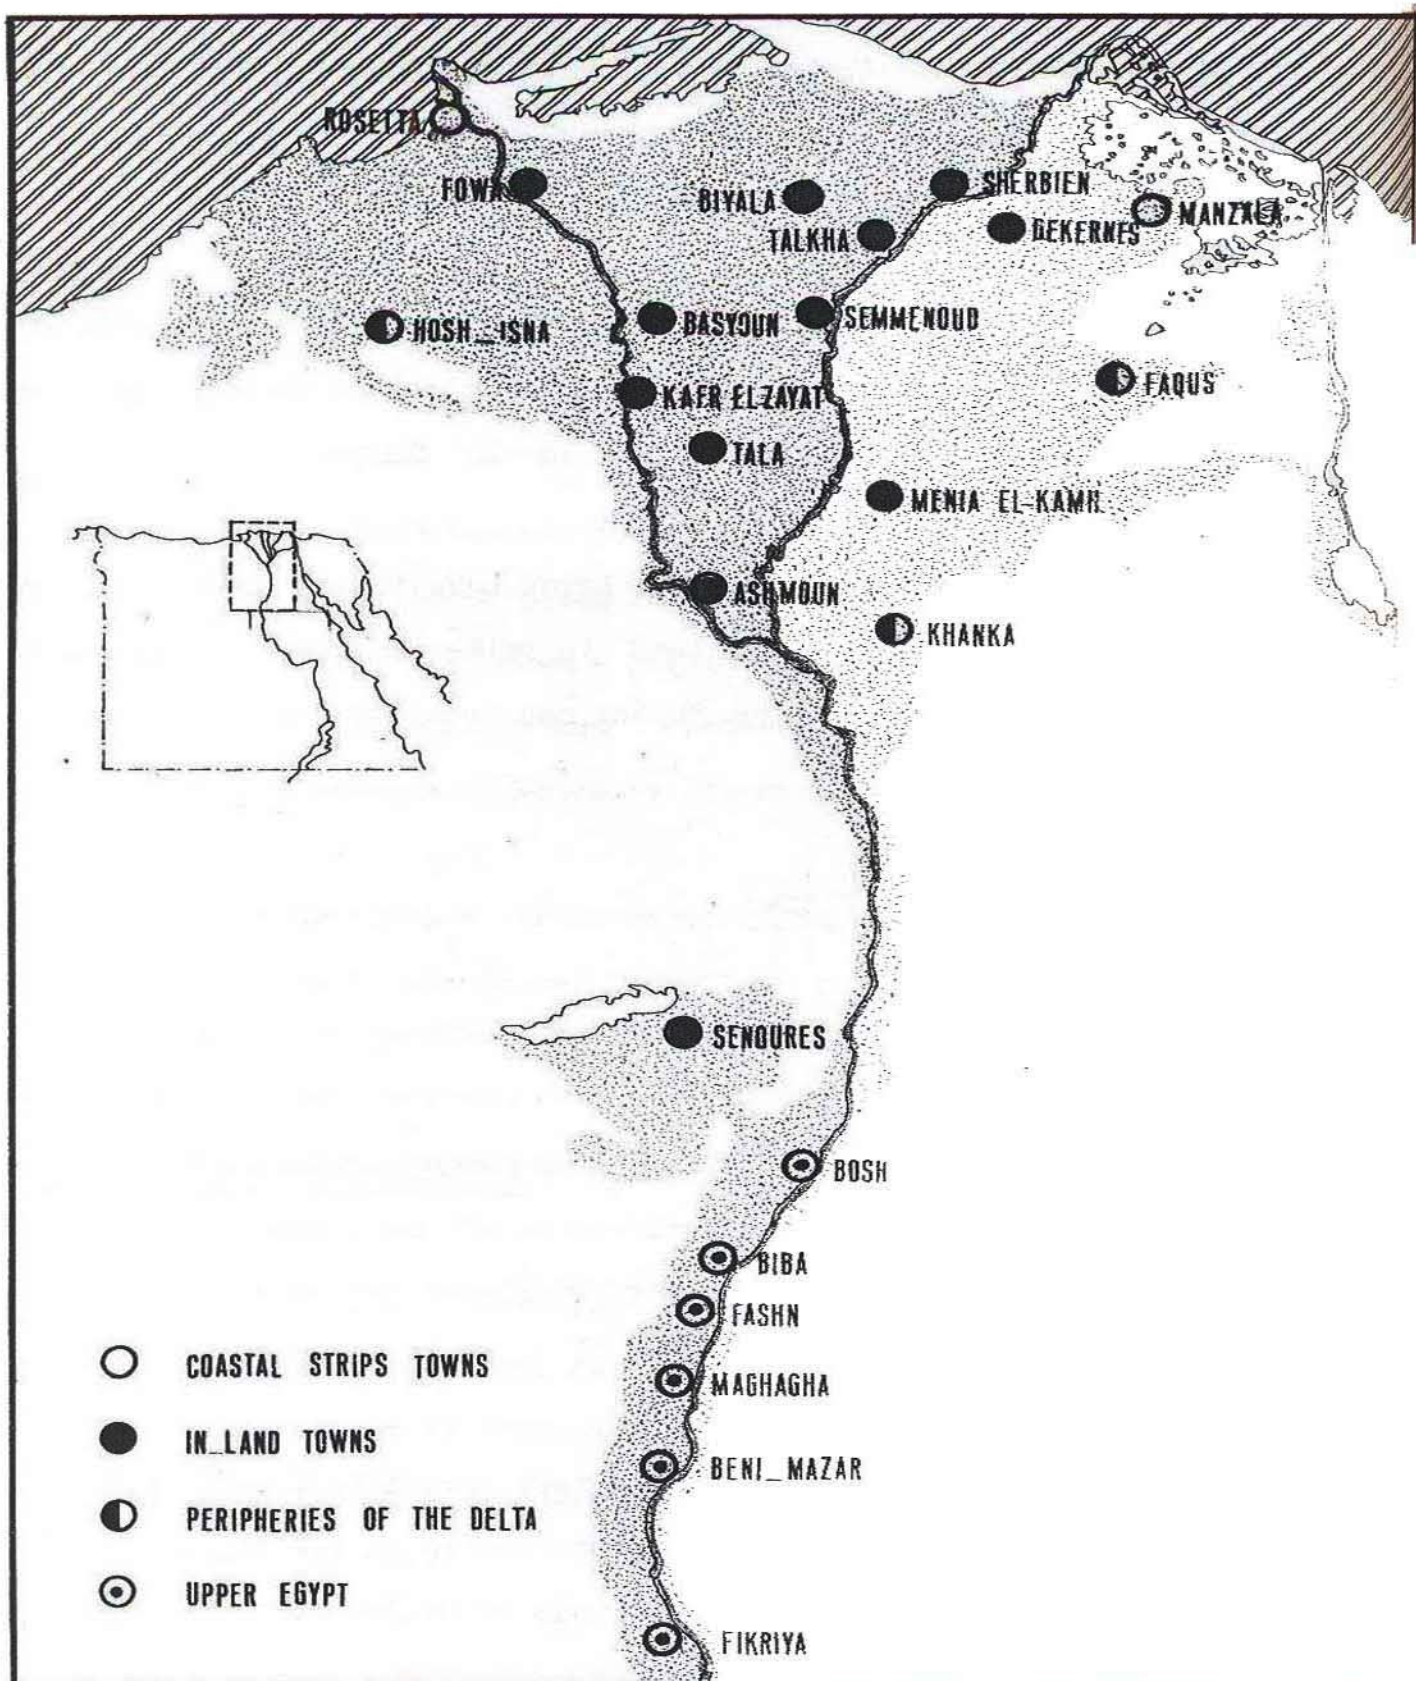 ROSETTA
FOWA
BIYALA
SHERBIEN
TALKHA
DEKERNES
MANZALA
HOSH_ISNA
BASYOUN
SEMMENOUD
KAFR ELZAYAT
FAQUS
TALA
MENIA EL-KAMH
ASHMOUN
KHANKA
SENOURES
BOSH
BIBA
FASHN
MAGHAGHA
BENI_MAZAR
FIKRIYA
COASTAL STRIPS TOWNS
IN_LAND TOWNS
PERIPHERIES OF THE DELTA
UPPER EGYPT